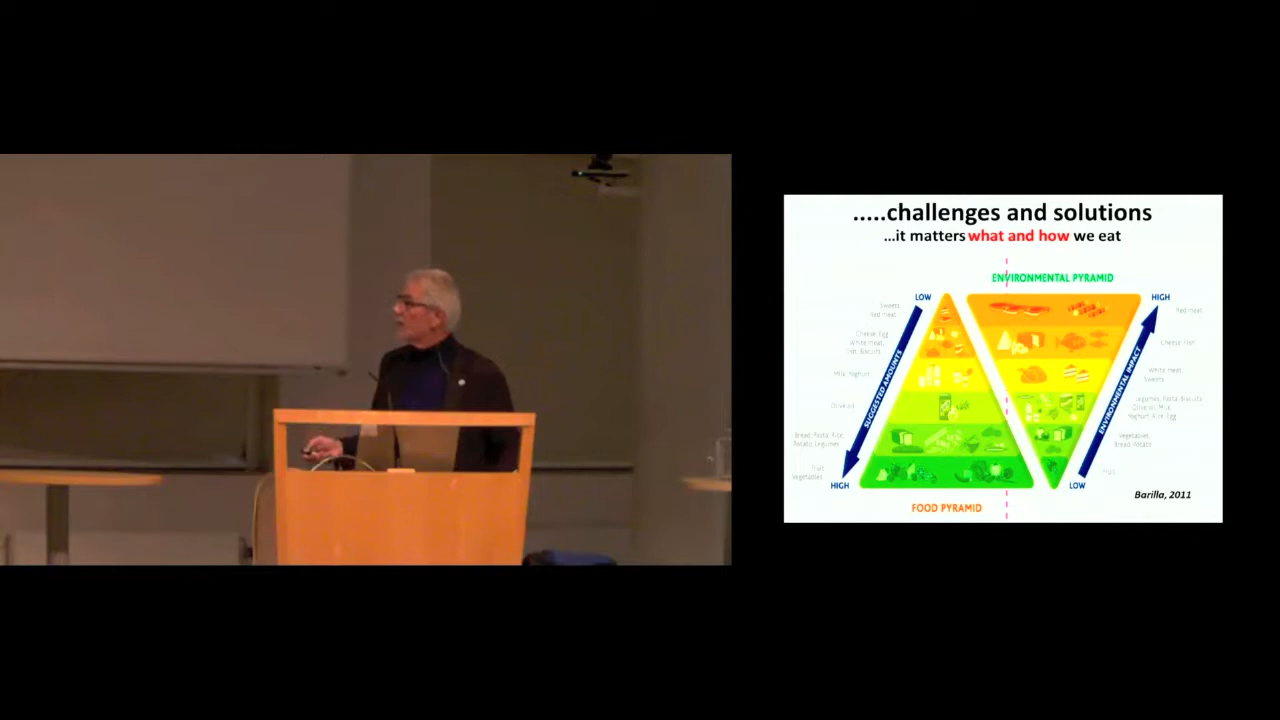 .....challenges and solutions
...it matters what and how we eat
ENVIRONMENTAL PYRAMID
LOW
HIGH
Sweets
Red meat
Red meat
Cheese, Egg
White meat,
Fish, Biscuits
Cheese, Fish
Milk, Yoghurt
White meat,
Sweets
Olive oil
Legumes, Pasta, Biscuits
Olive oil, Milk,
Yoghurt, Rice, Egg
SUGGESTED AMOUNTS
ENVIRONMENTAL IMPACT
Bread, Pasta, Rice,
Potato, Legumes
Vegetables,
Bread, Potato
Fruit
Vegetables
Fruit
HIGH
LOW
Barilla, 2011
FOOD PYRAMID